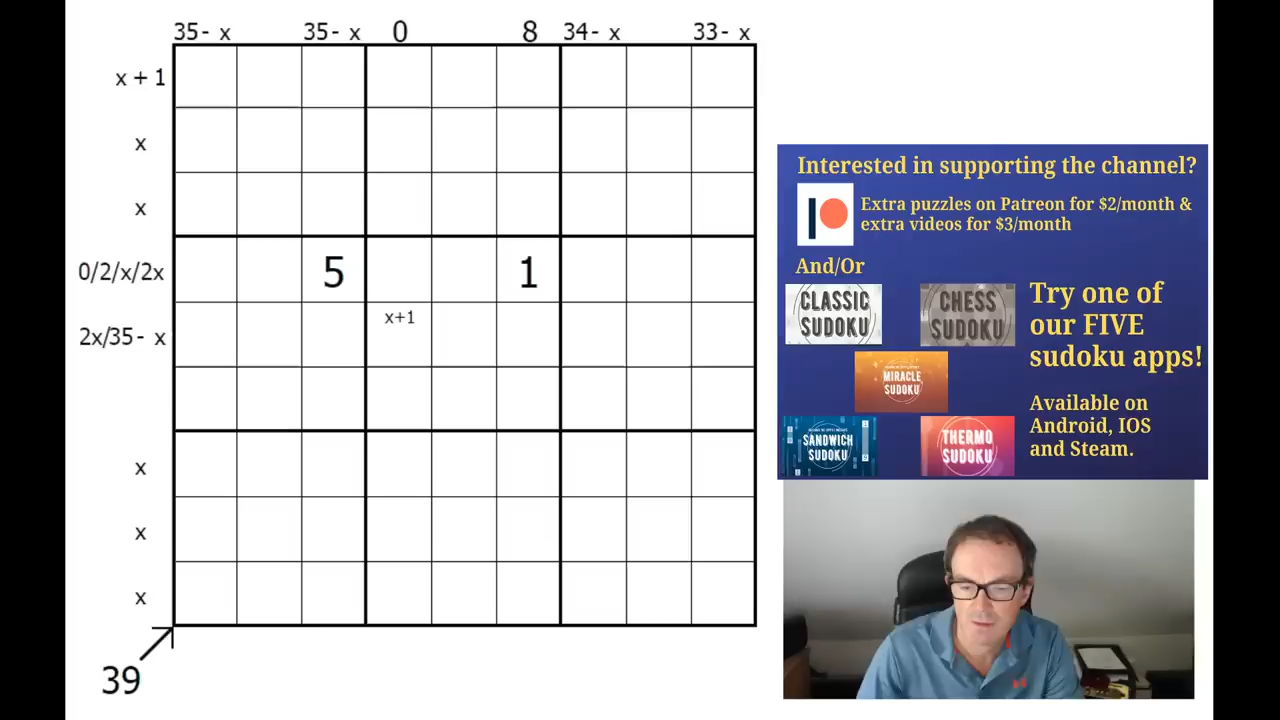 35- x 35- x 0 8 34- x 33- x
x + 1
x
x
0/2/x/2x 5 1
x+1
2x/35- x
x
x
x
39
Interested in supporting the channel?
Extra puzzles on Patreon for $2/month &
extra videos for $3/month
And/Or
CLASSIC
SUDOKU
CHESS
SUDOKU
MIRACLE
SUDOKU
SANDWICH
SUDOKU
THERMO
SUDOKU
Try one of
our FIVE
sudoku apps!
Available on
Android, IOS
and Steam.